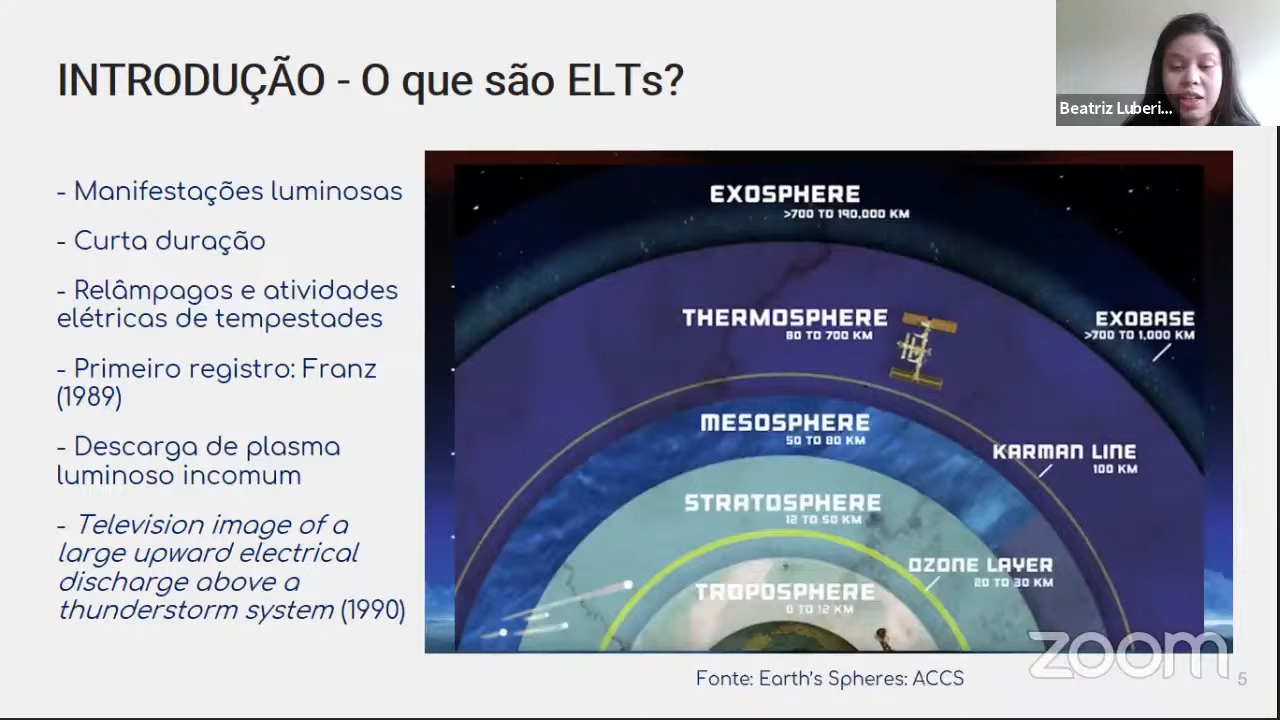 INTRODUÇÃO - O que são ELTs?
Beatriz Luberi...
- Manifestações luminosas
- Curta duração
- Relâmpagos e atividades
elétricas de tempestades
- Primeiro registro: Franz
(1989)
- Descarga de plasma
luminoso incomum
- Television image of a
large upward electrical
discharge above a
thunderstorm system (1990)
EXOSPHERE
>700 TO 190,000 KM
THERMOSPHERE
80 TO 700 KM
EXOBASE
>700 TO 1,000 KM
MESOSPHERE
50 TO 80 KM
KARMAN LINE
100 KM
STRATOSPHERE
12 TO 50 KM
OZONE LAYER
20 TO 30 KM
TROPOSPHERE
0 TO 12 KM
zoom
Fonte: Earth's Spheres: ACCS
5